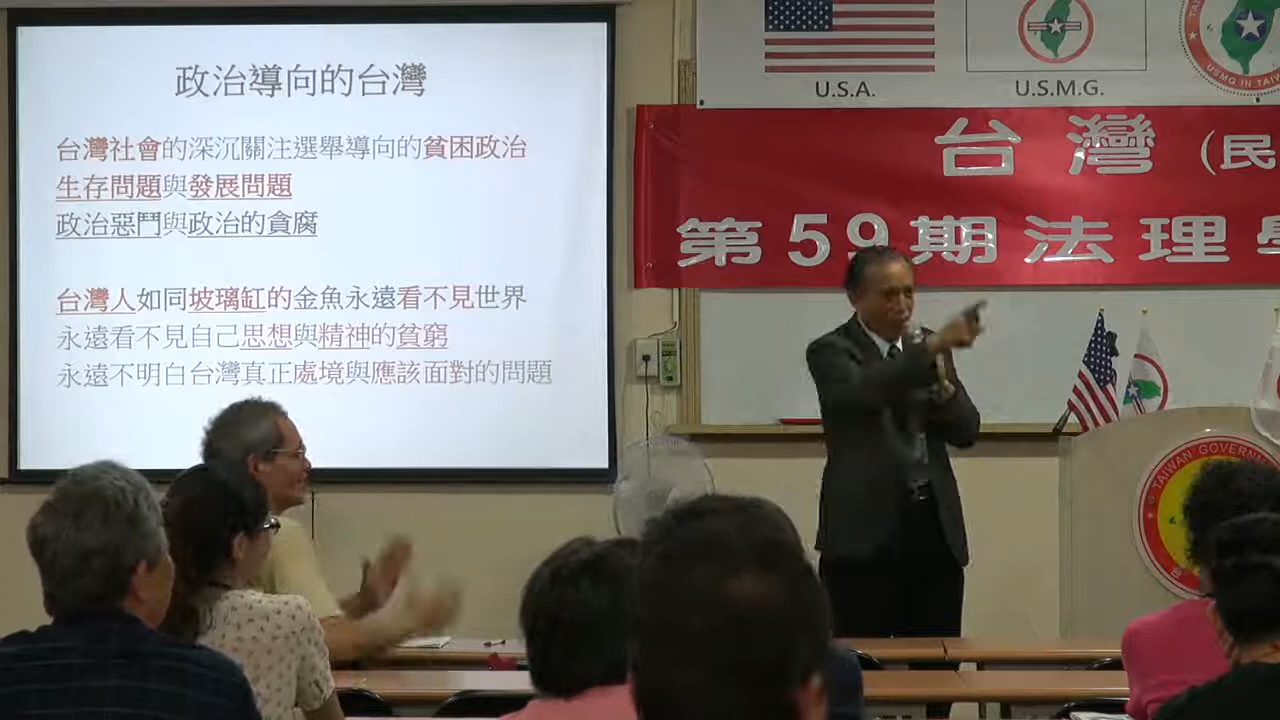 政治導向的台灣
台灣社會的深沉關注選舉導向的貧困政治
生存問題與發展問題
政治惡鬥與政治的貪腐
台灣人如同玻璃缸的金魚永遠看不見世界
永遠看不見自己思想與精神的貧窮
永遠不明白台灣真正處境與應該面對的問題
U.S.A.
U.S.M.G.
USMG IN
台灣(民
第59期法理
TAIWAN